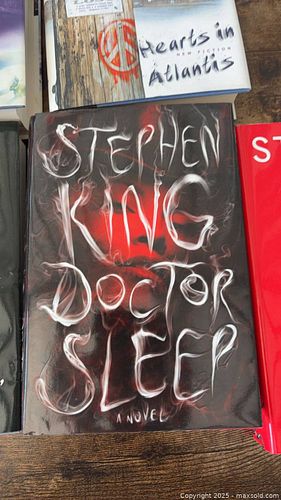 Hearts in
NEW FICTION
Atlantis
STEPHEN
KING
DOCTOR
SLEEP
A NOVEL
ST
Copyright © 2025 - maxsold.com